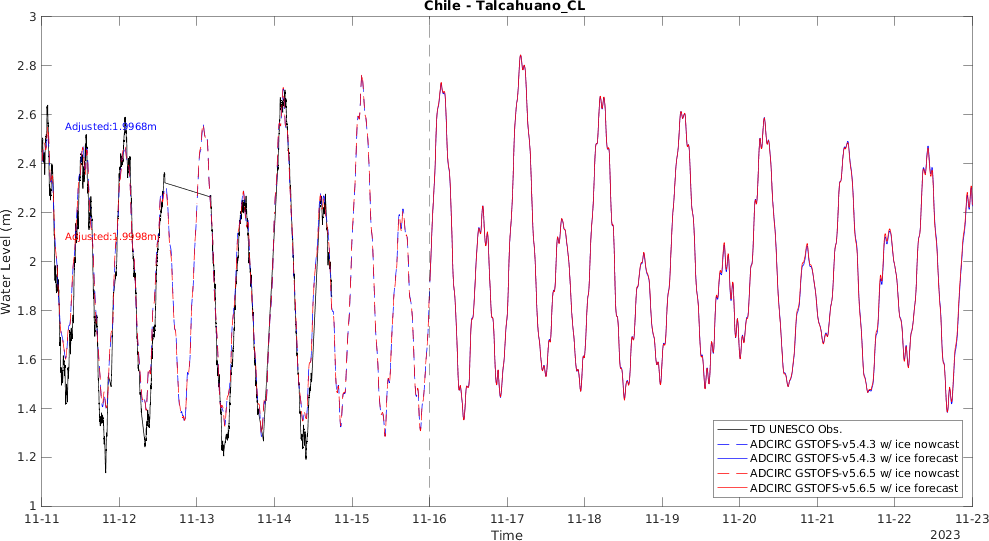 Chile - Talcahuano_CL
Water Level (m)
3
2.8
2.6
2.4
2.2
2
1.8
1.6
1.4
1.2
1
Adjusted:1.9968m
Adjusted:1.9998m
TD UNESCO Obs.
ADCIRC GSTOFS-v5.4.3 w/ ice nowcast
ADCIRC GSTOFS-v5.4.3 w/ ice forecast
ADCIRC GSTOFS-v5.6.5 w/ ice nowcast
ADCIRC GSTOFS-v5.6.5 w/ ice forecast
11-11 11-12 11-13 11-14 11-15 11-16 11-17 11-18 11-19 11-20 11-21 11-22 11-23
Time
2023